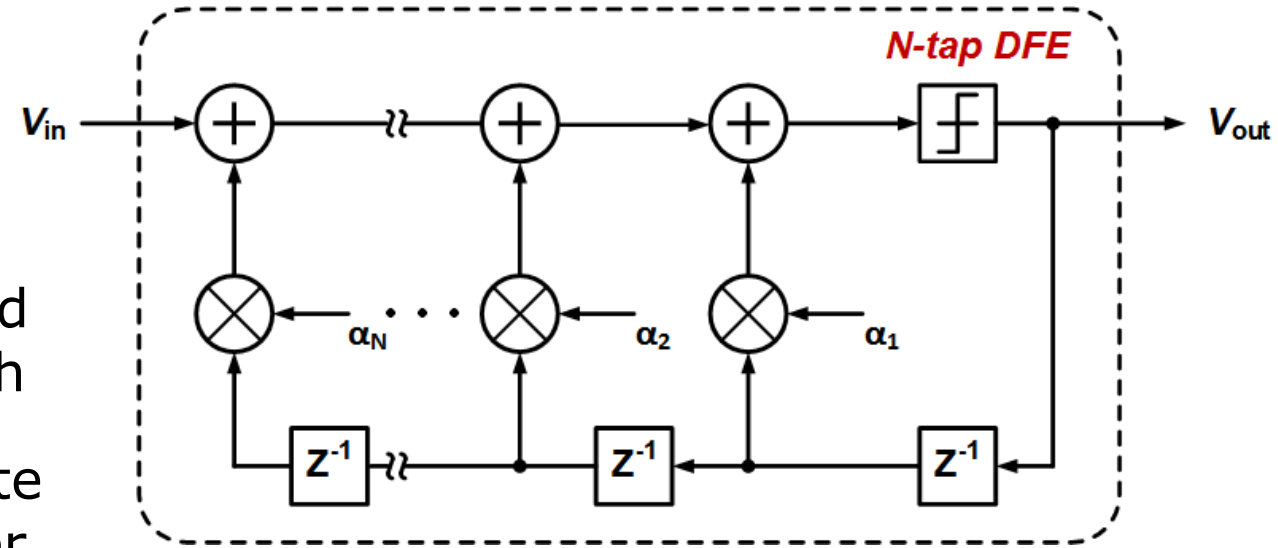 N-tap DFE
Vin
Vout
d
αN
α2
α1
h
Z-1
Z-1
Z-1
te